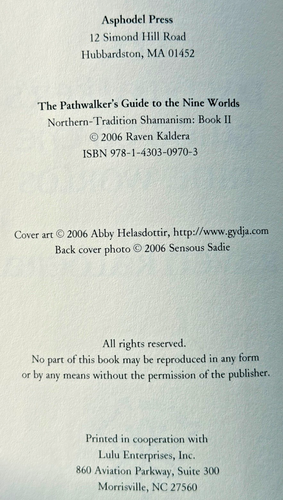 Asphodel Press
12 Simond Hill Road
Hubbardston, MA 01452
The Pathwalker's Guide to the Nine Worlds
Northern-Tradition Shamanism: Book II
© 2006 Raven Kaldera
ISBN 978-1-4303-0970-3
Cover art © 2006 Abby Helasdottir, http://www.gydja.com
Back cover photo © 2006 Sensous Sadie
All rights reserved.
No part of this book may be reproduced in any form
or by any means without the permission of the publisher.
Printed in cooperation with
Lulu Enterprises, Inc.
860 Aviation Parkway, Suite 300
Morrisville, NC 27560